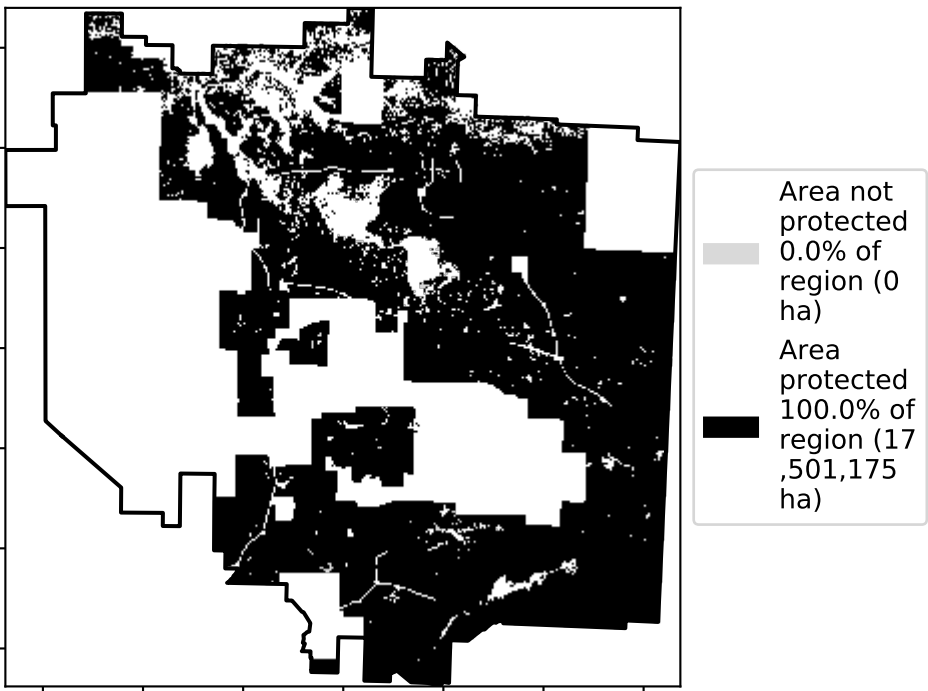 Area not
protected
0.0% of
region (0
ha)
Area
protected
100.0% of
region (17
,501,175
ha)